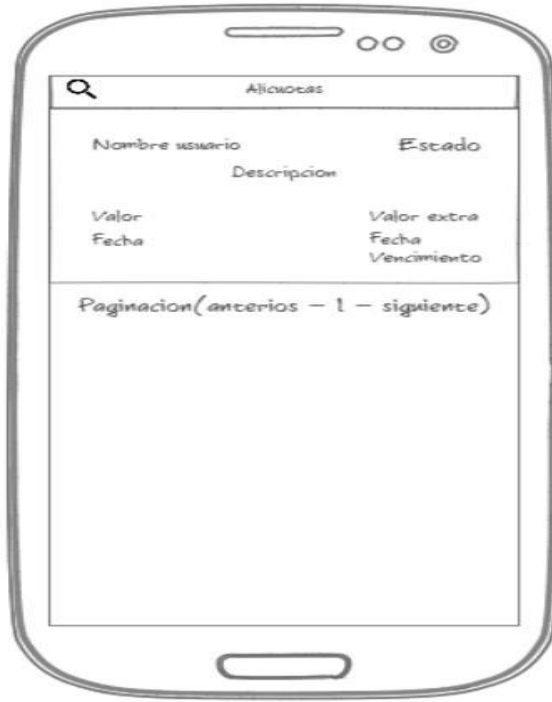 Alicuotas
Nombre usuario Estado
Descripcion
Valor Valor extra
Fecha Fecha
Vencimiento
Paginacion(anterios - 1 - siguiente)